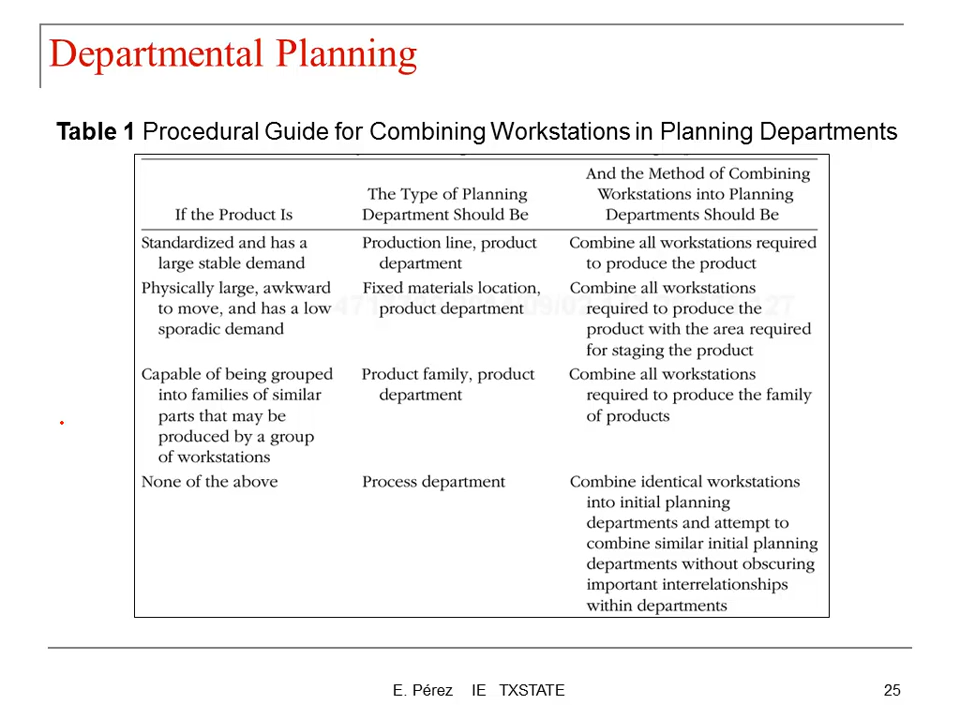 Departmental Planning
Table 1 Procedural Guide for Combining Workstations in Planning Departments
If the Product Is
The Type of Planning
Department Should Be
And the Method of Combining
Workstations into Planning
Departments Should Be
Standardized and has a
large stable demand
Production line, product
department
Combine all workstations required
to produce the product
Physically large, awkward
to move, and has a low
sporadic demand
Fixed materials location,
product department
Combine all workstations
required to produce the
product with the area required
for staging the product
Capable of being grouped
into families of similar
parts that may be
produced by a group
of workstations
Product family, product
department
Combine all workstations
required to produce the family
of products
None of the above
Process department
Combine identical workstations
into initial planning
departments and attempt to
combine similar initial planning
departments without obscuring
important interrelationships
within departments
E. Pérez IE TXSTATE
25